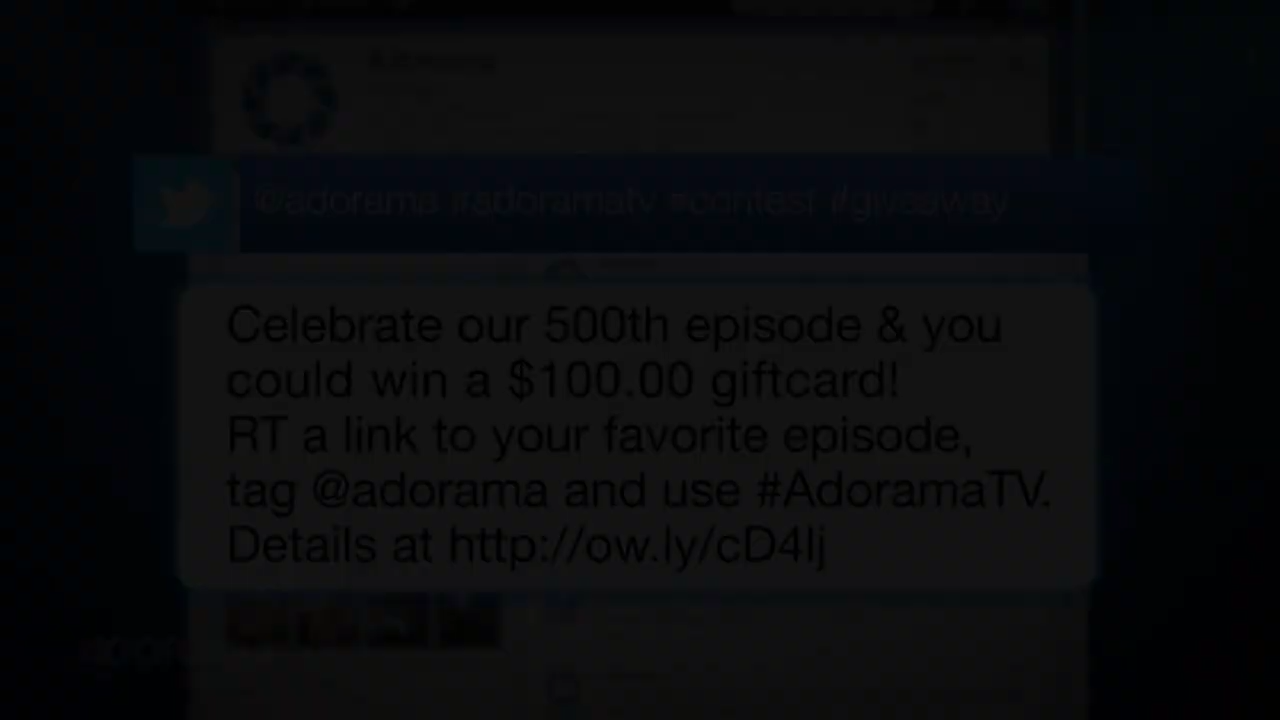 Adorama
@adorama #adoramatv #contest #giveaway
Celebrate our 500th episode & you
could win a $100.00 giftcard!
RT a link to your favorite episode,
tag @adorama and use #AdoramaTV.
Details at http://ow.ly/cD4lj